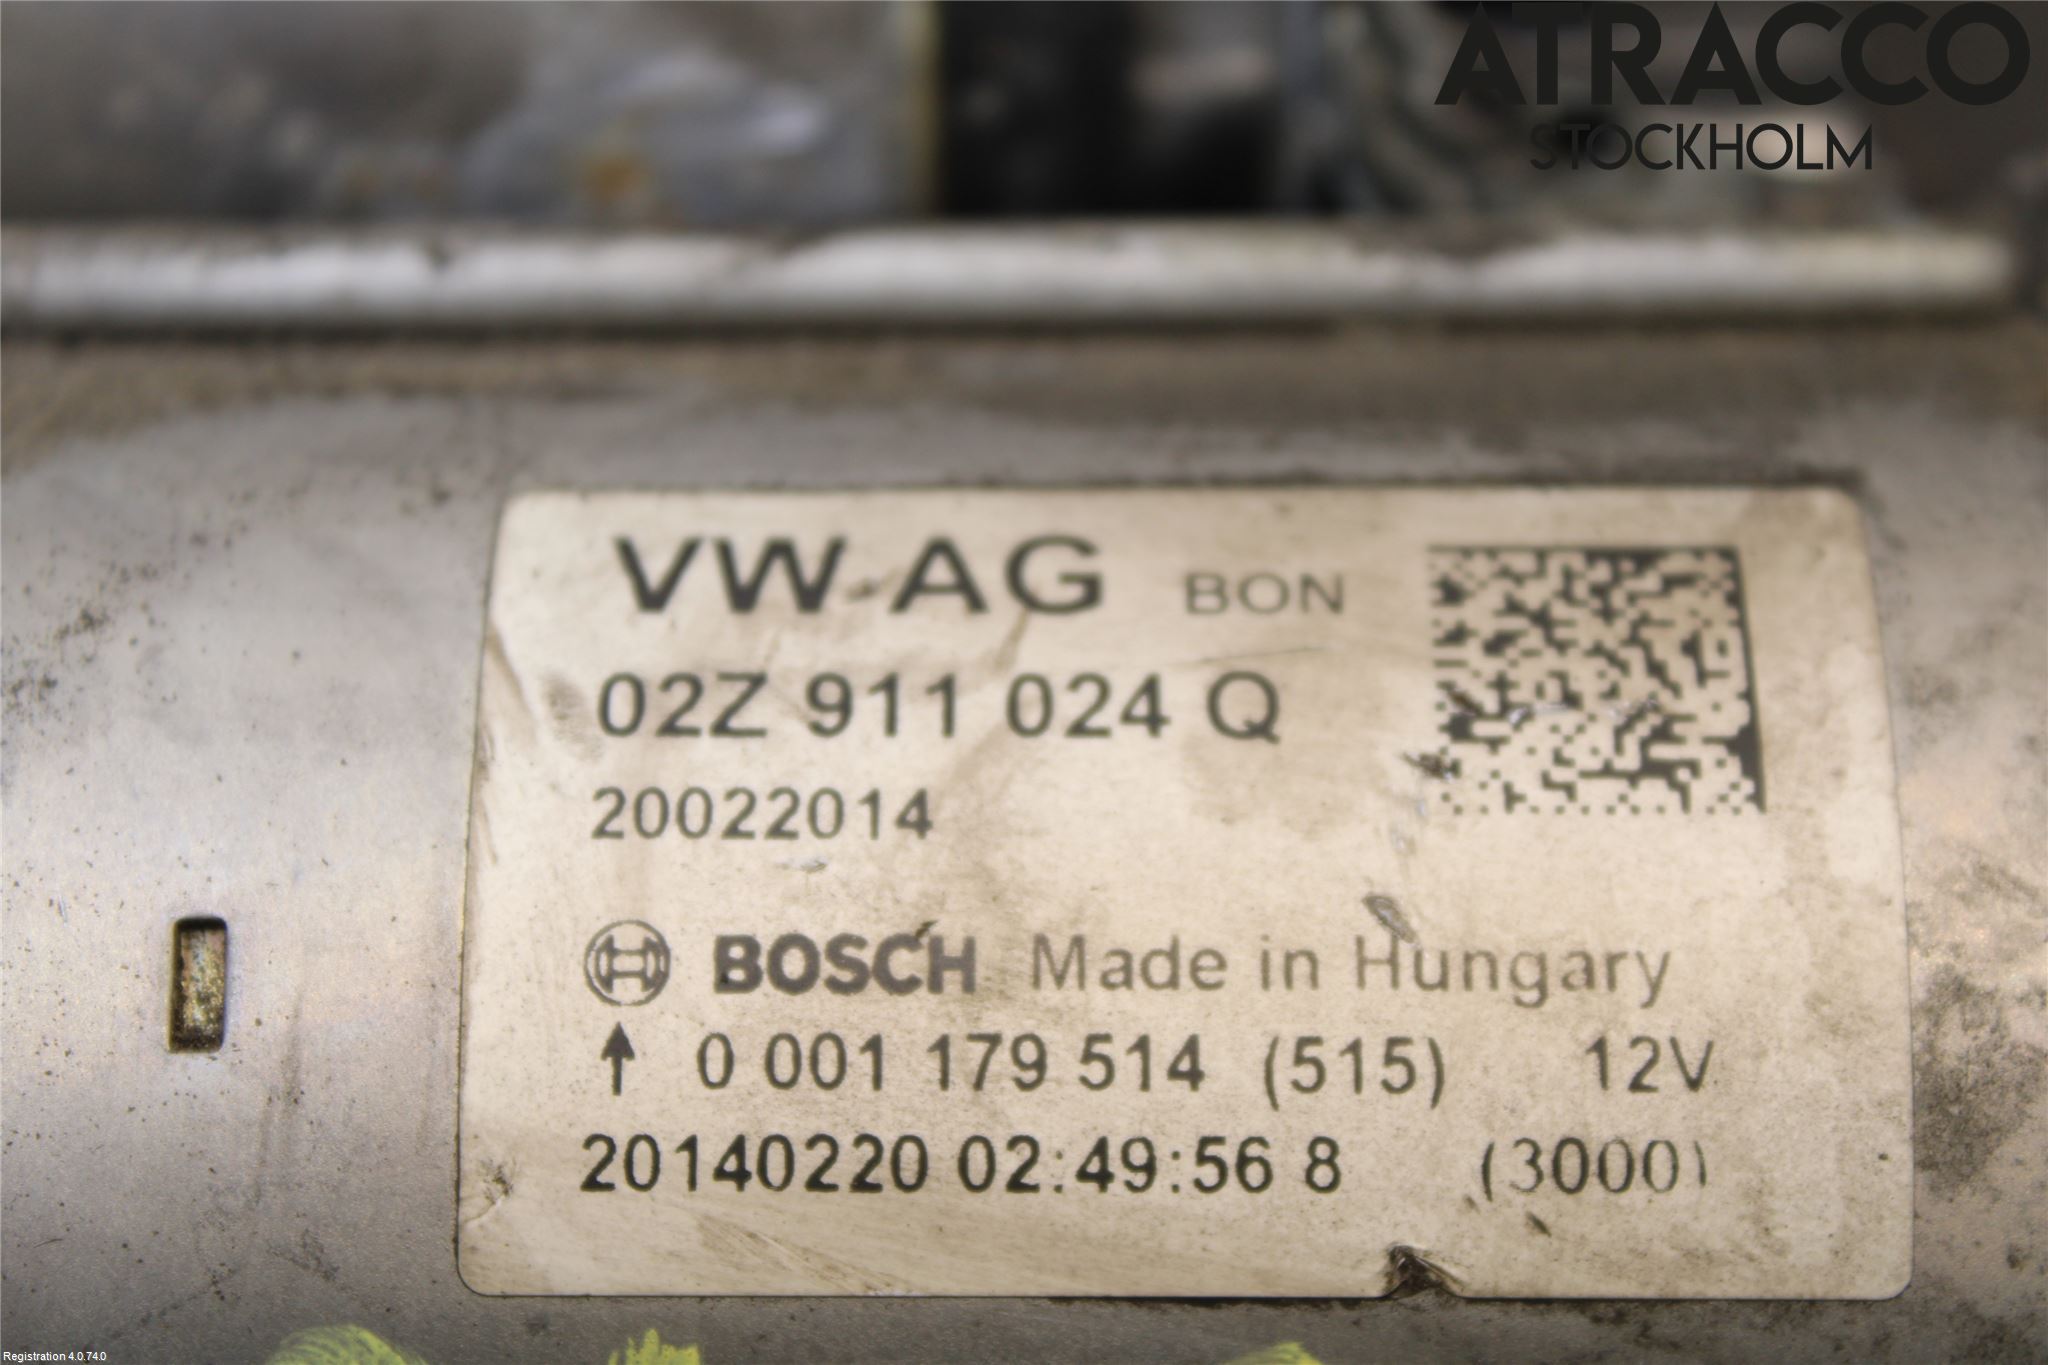 ATRACCO
STOCKHOLM
VW AG BON
02Z 911 024 Q
20022014
BOSCH Made in Hungary
0 001 179 514 (515) 12V
20140220 02:49:56 8 (3000)
Registration 4.0.74.0